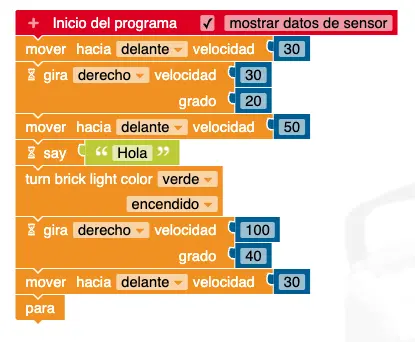 + Inicio del programa mostrar datos de sensor
mover hacia delante velocidad 30
gira derecho velocidad 30
grado 20
mover hacia delante velocidad 50
say “ Hola ”
turn brick light color verde
encendido
gira derecho velocidad 100
grado 40
mover hacia delante velocidad 30
para